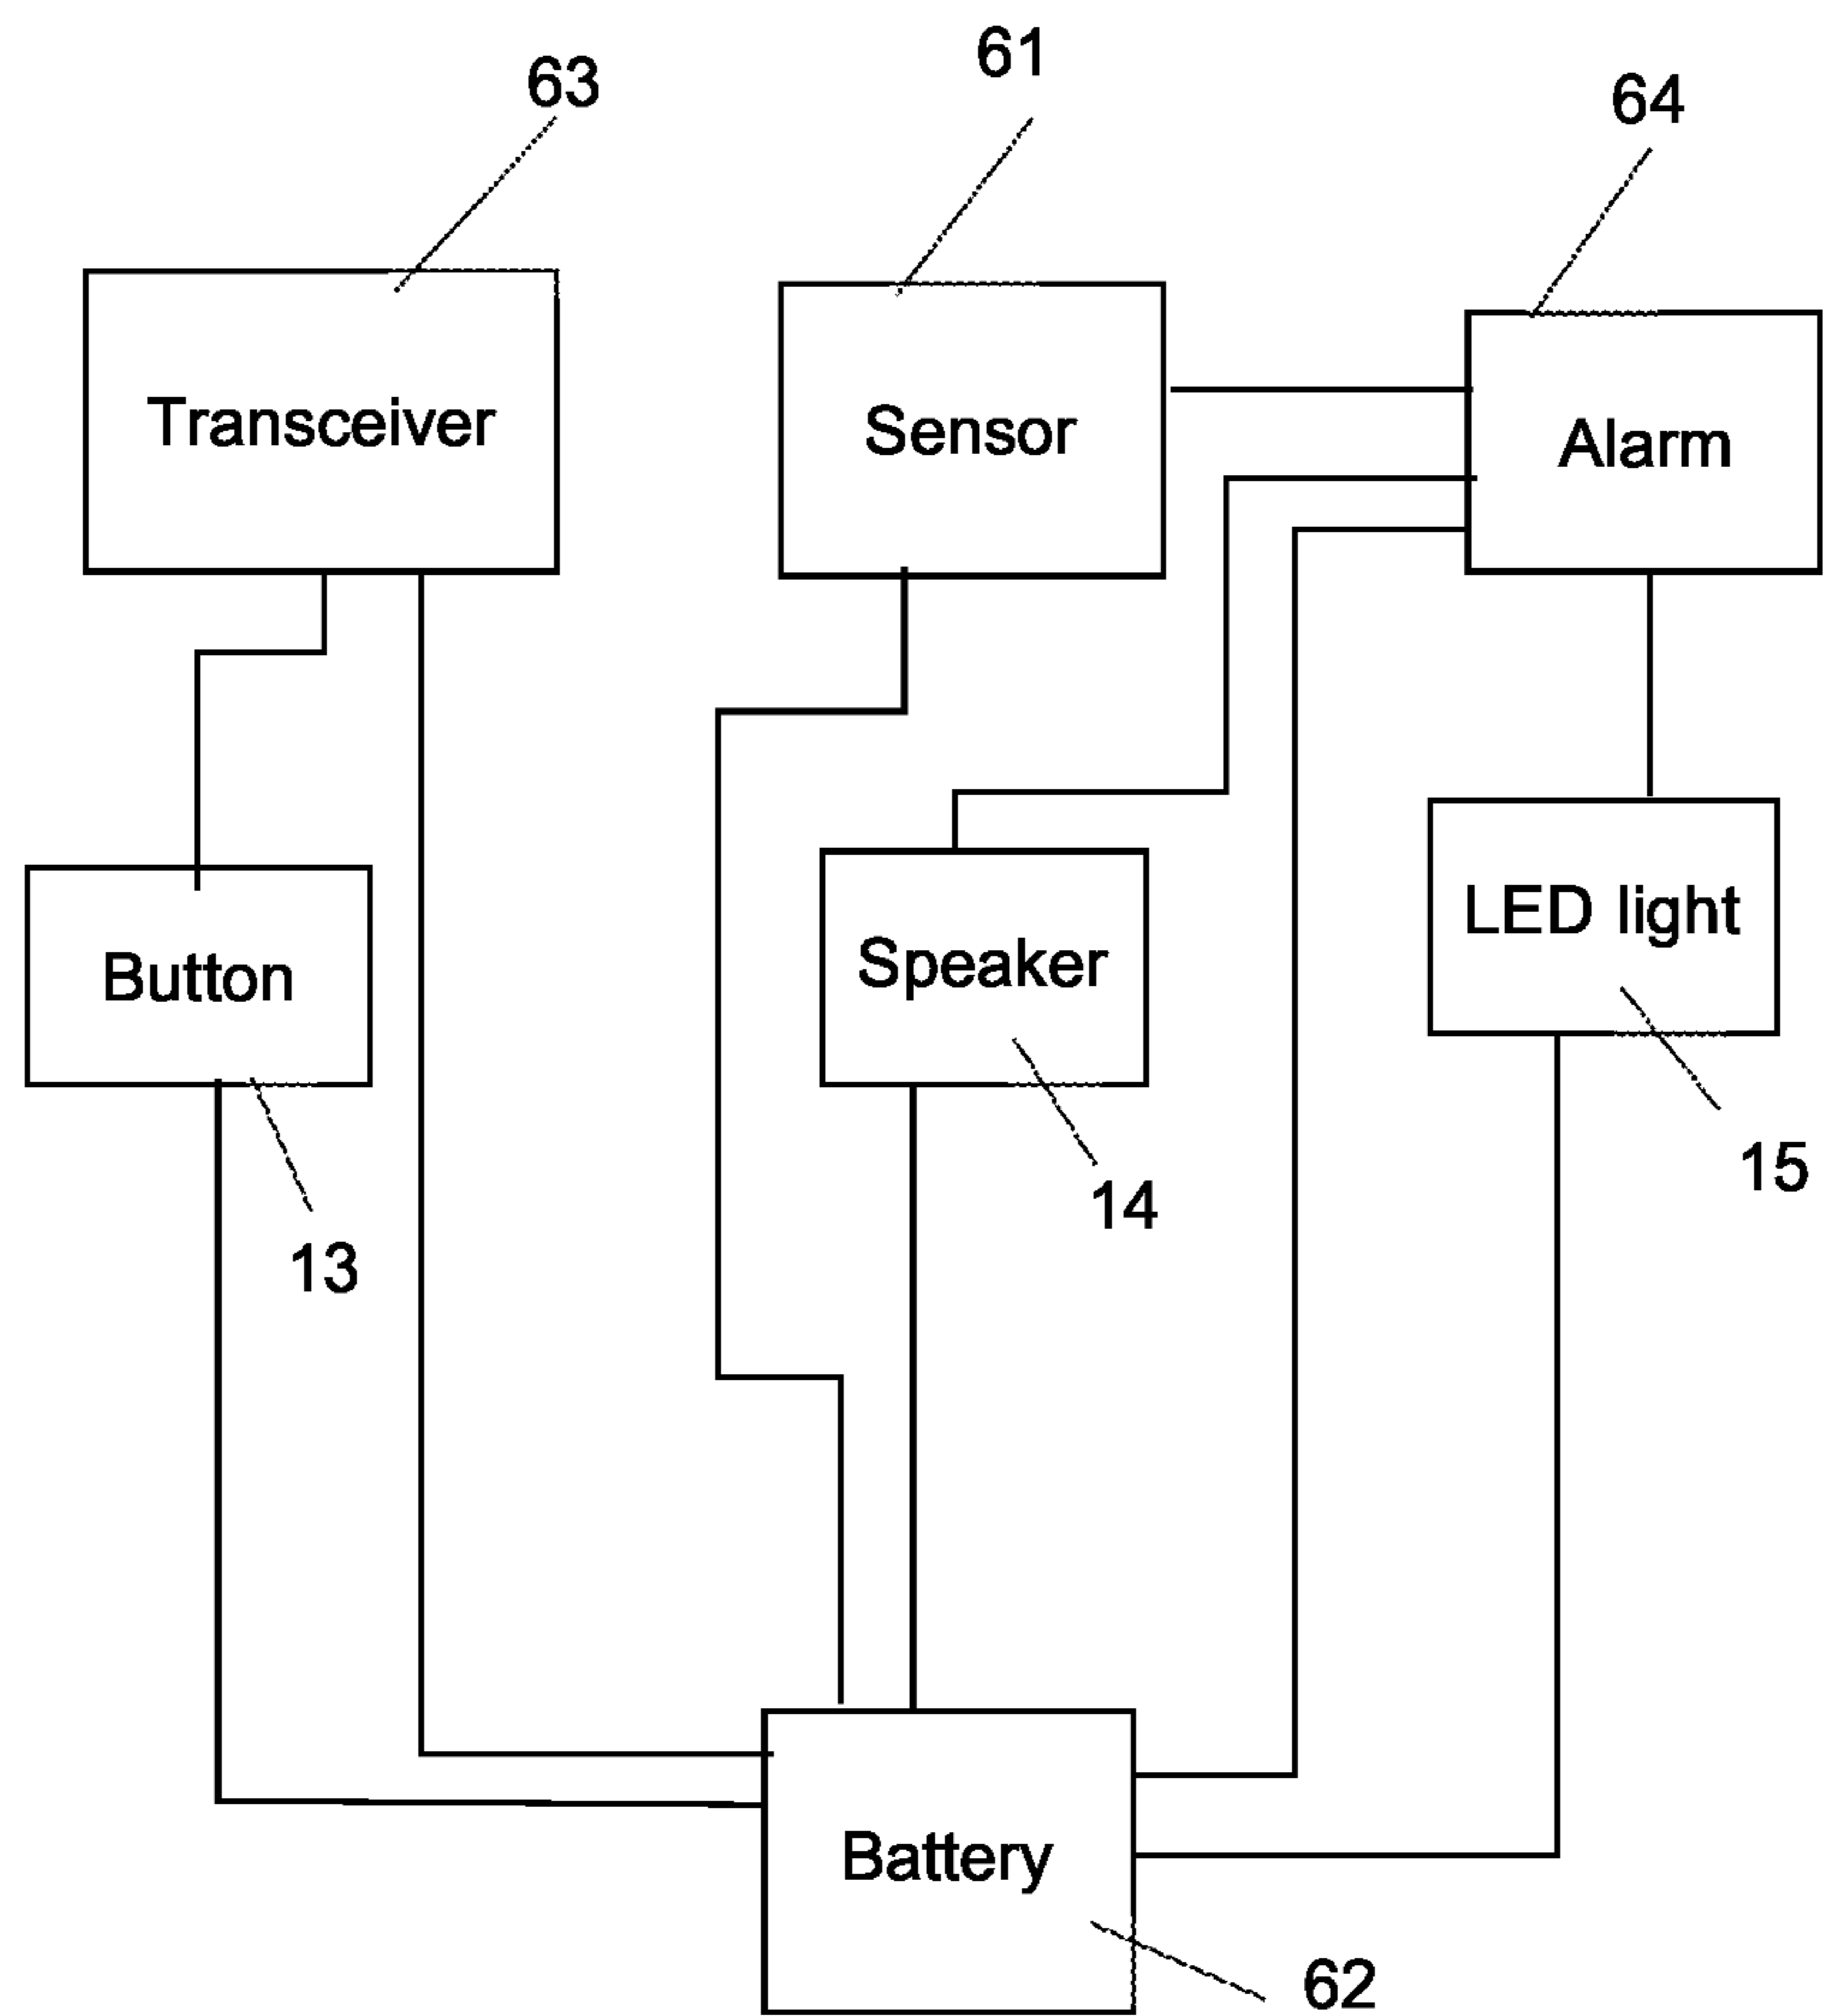 63
61
64
Transceiver
Sensor
Alarm
Button
Speaker
LED light
13
14
15
Battery
62